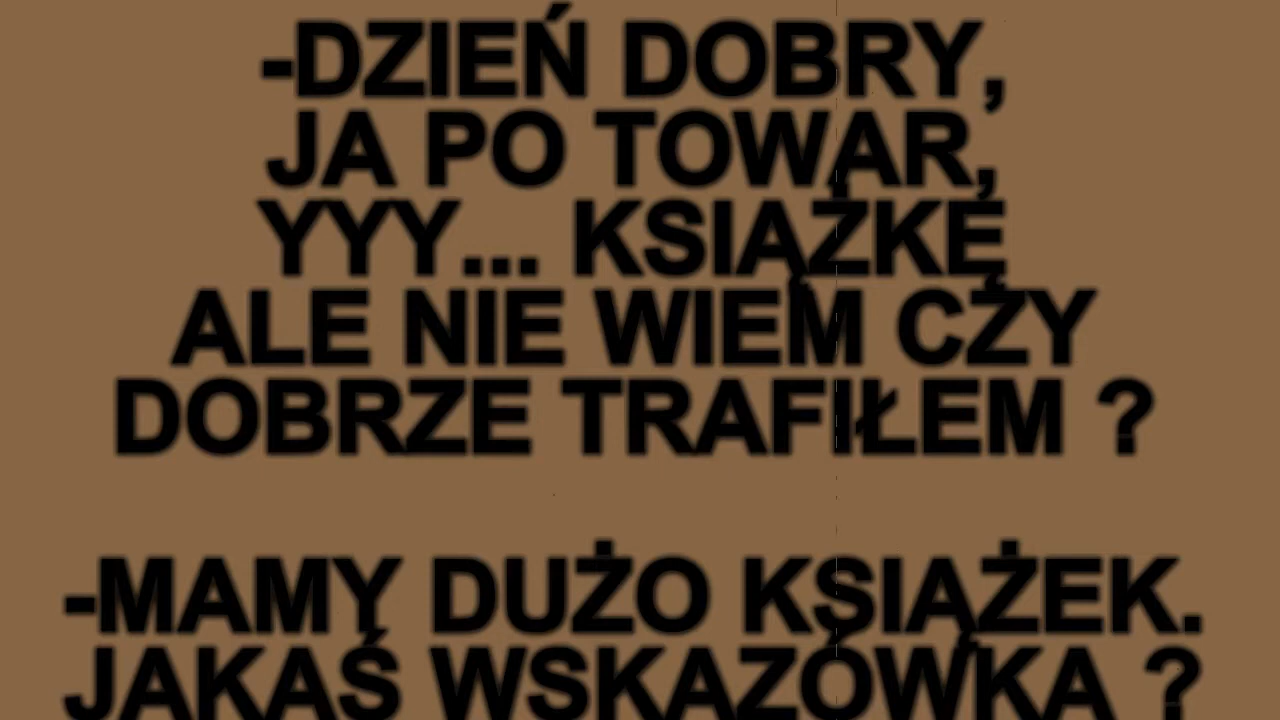 -DZIEŃ DOBRY,
JA PO TOWAR,
YYY... KSIĄŻKĘ
ALE NIE WIEM CZY
DOBRZE TRAFIŁEM ?
-MAMY DUŻO KSIĄŻEK.
JAKAŚ WSKAZÓWKA ?